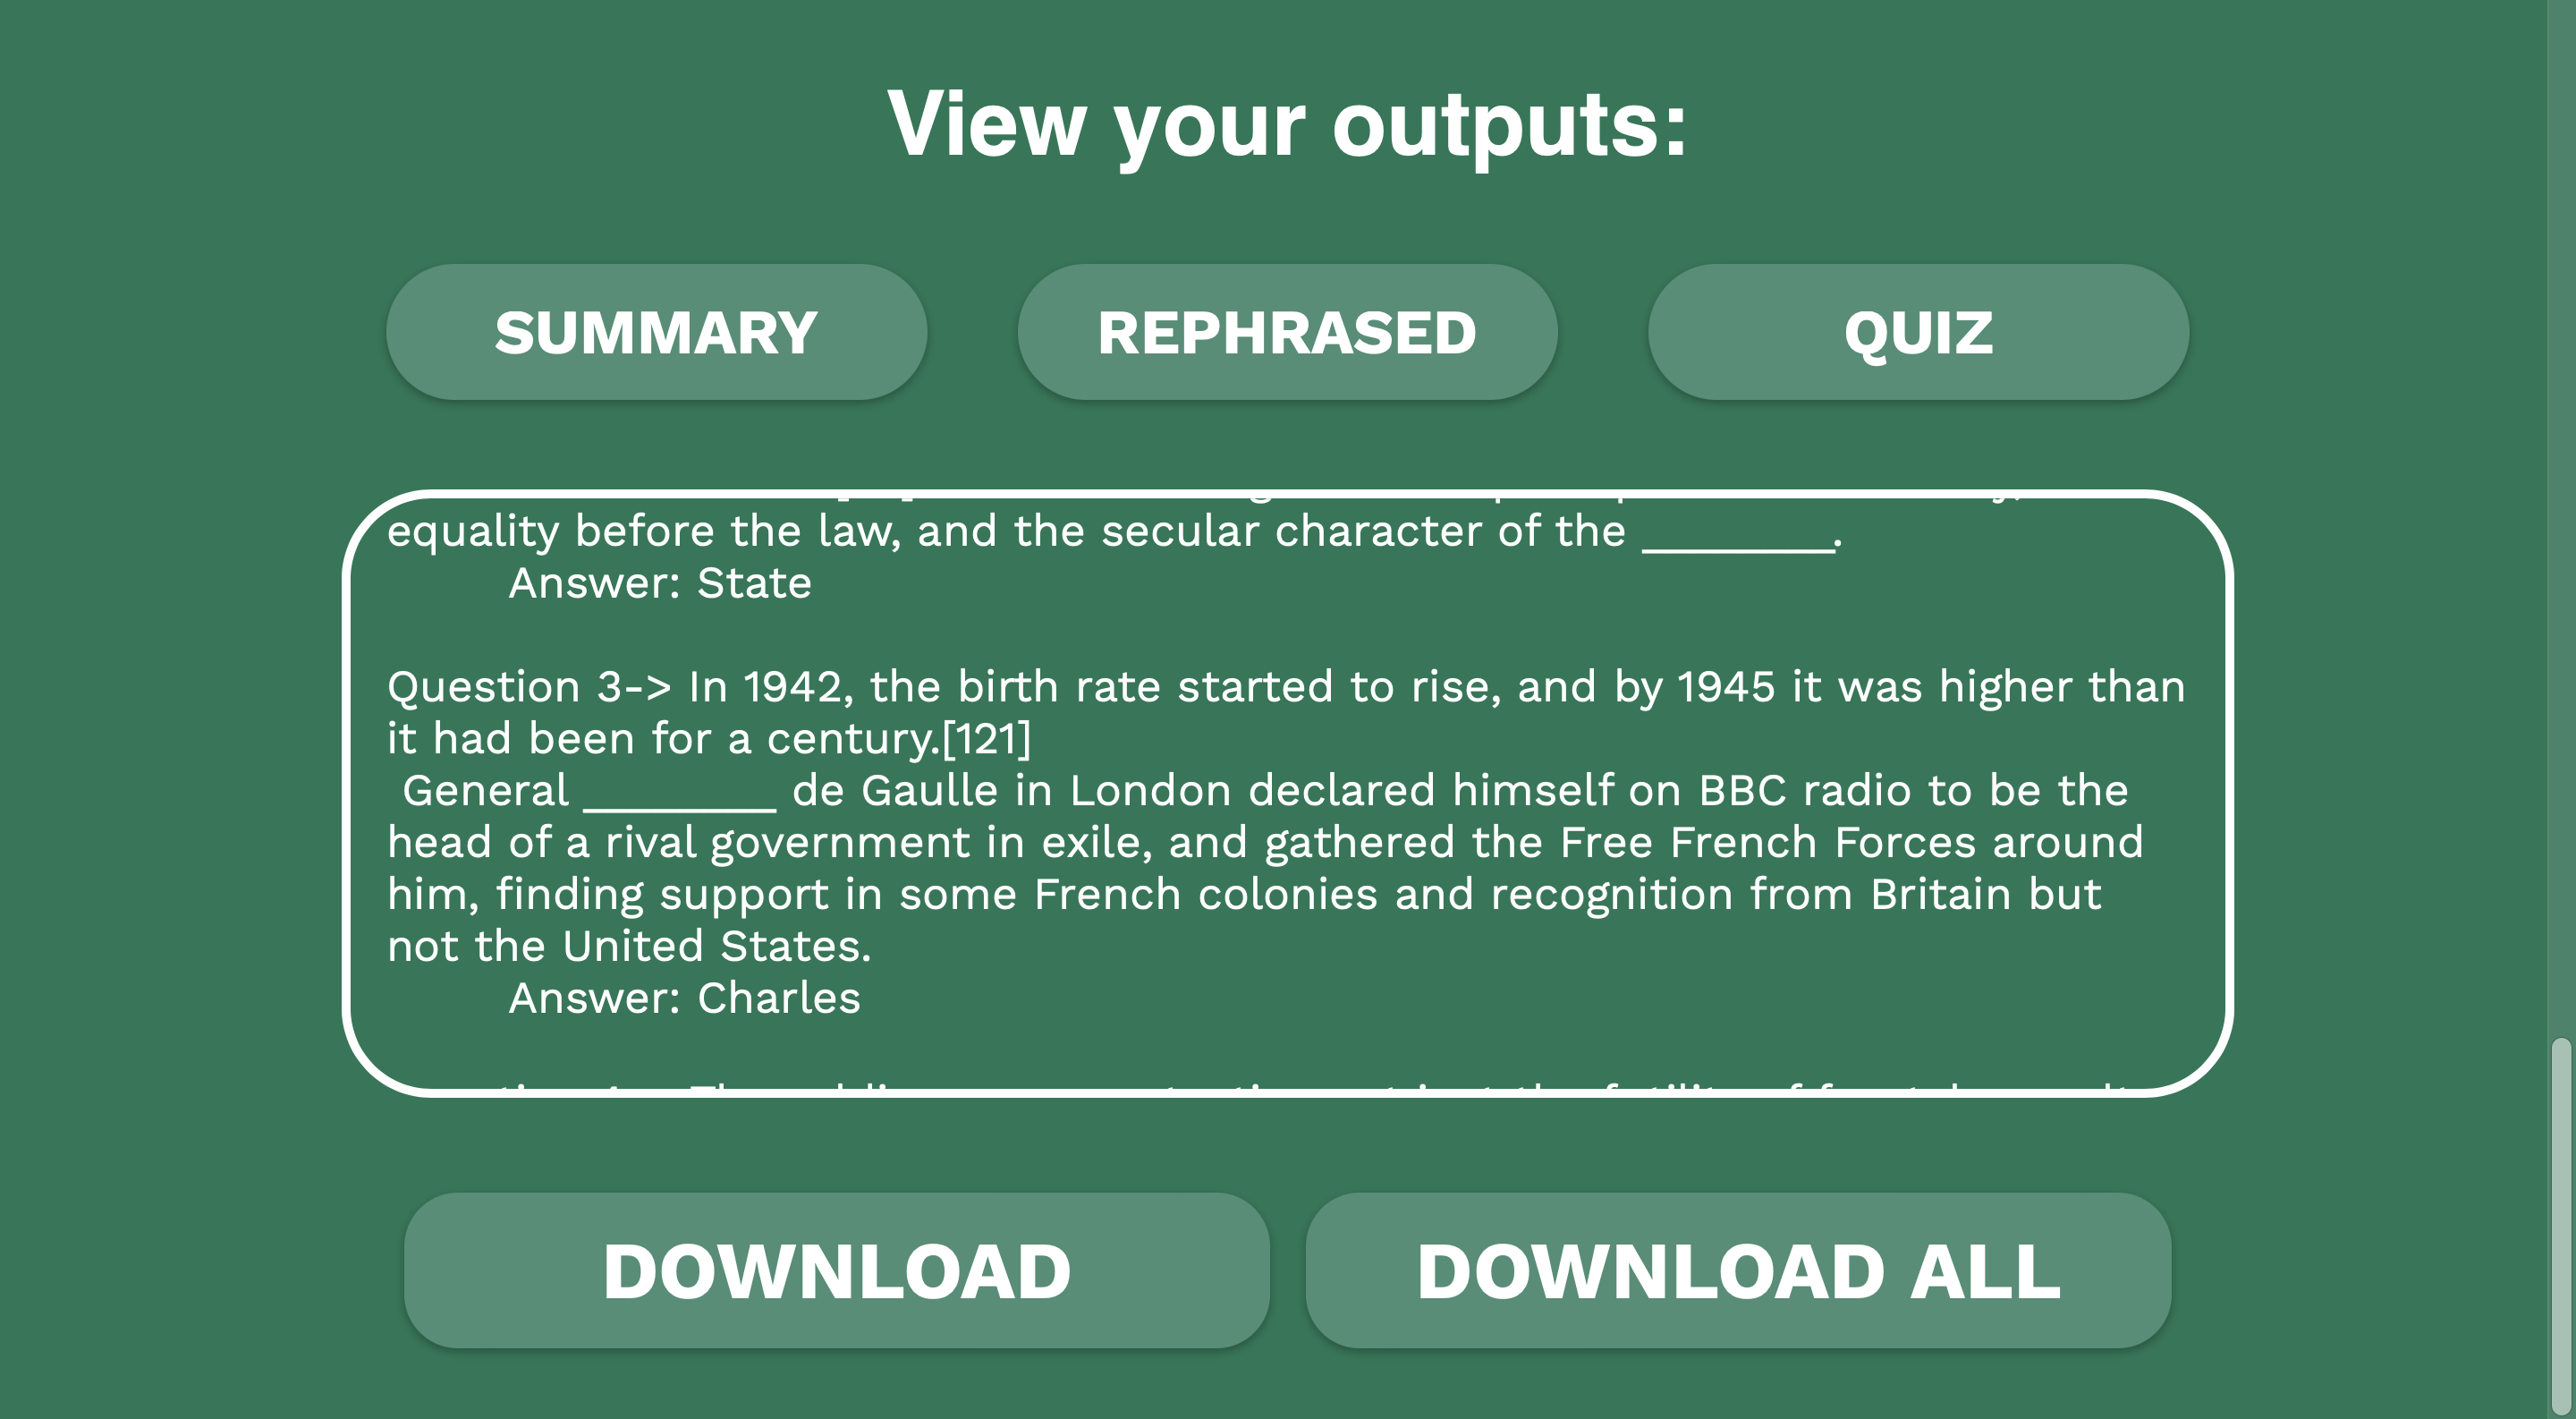 View your outputs:
SUMMARY
REPHRASED
QUIZ
equality before the law, and the secular character of the ________.
Answer: State
Question 3-> In 1942, the birth rate started to rise, and by 1945 it was higher than
it had been for a century.[121]
General ________ de Gaulle in London declared himself on BBC radio to be the
head of a rival government in exile, and gathered the Free French Forces around
him, finding support in some French colonies and recognition from Britain but
not the United States.
Answer: Charles
DOWNLOAD
DOWNLOAD ALL